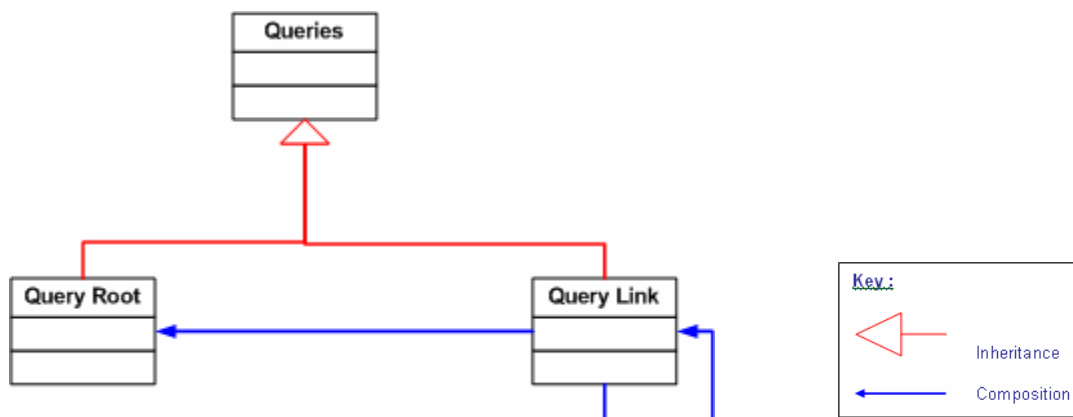 Queries
Query Root
Query Link
Key :
Inheritance
Composition